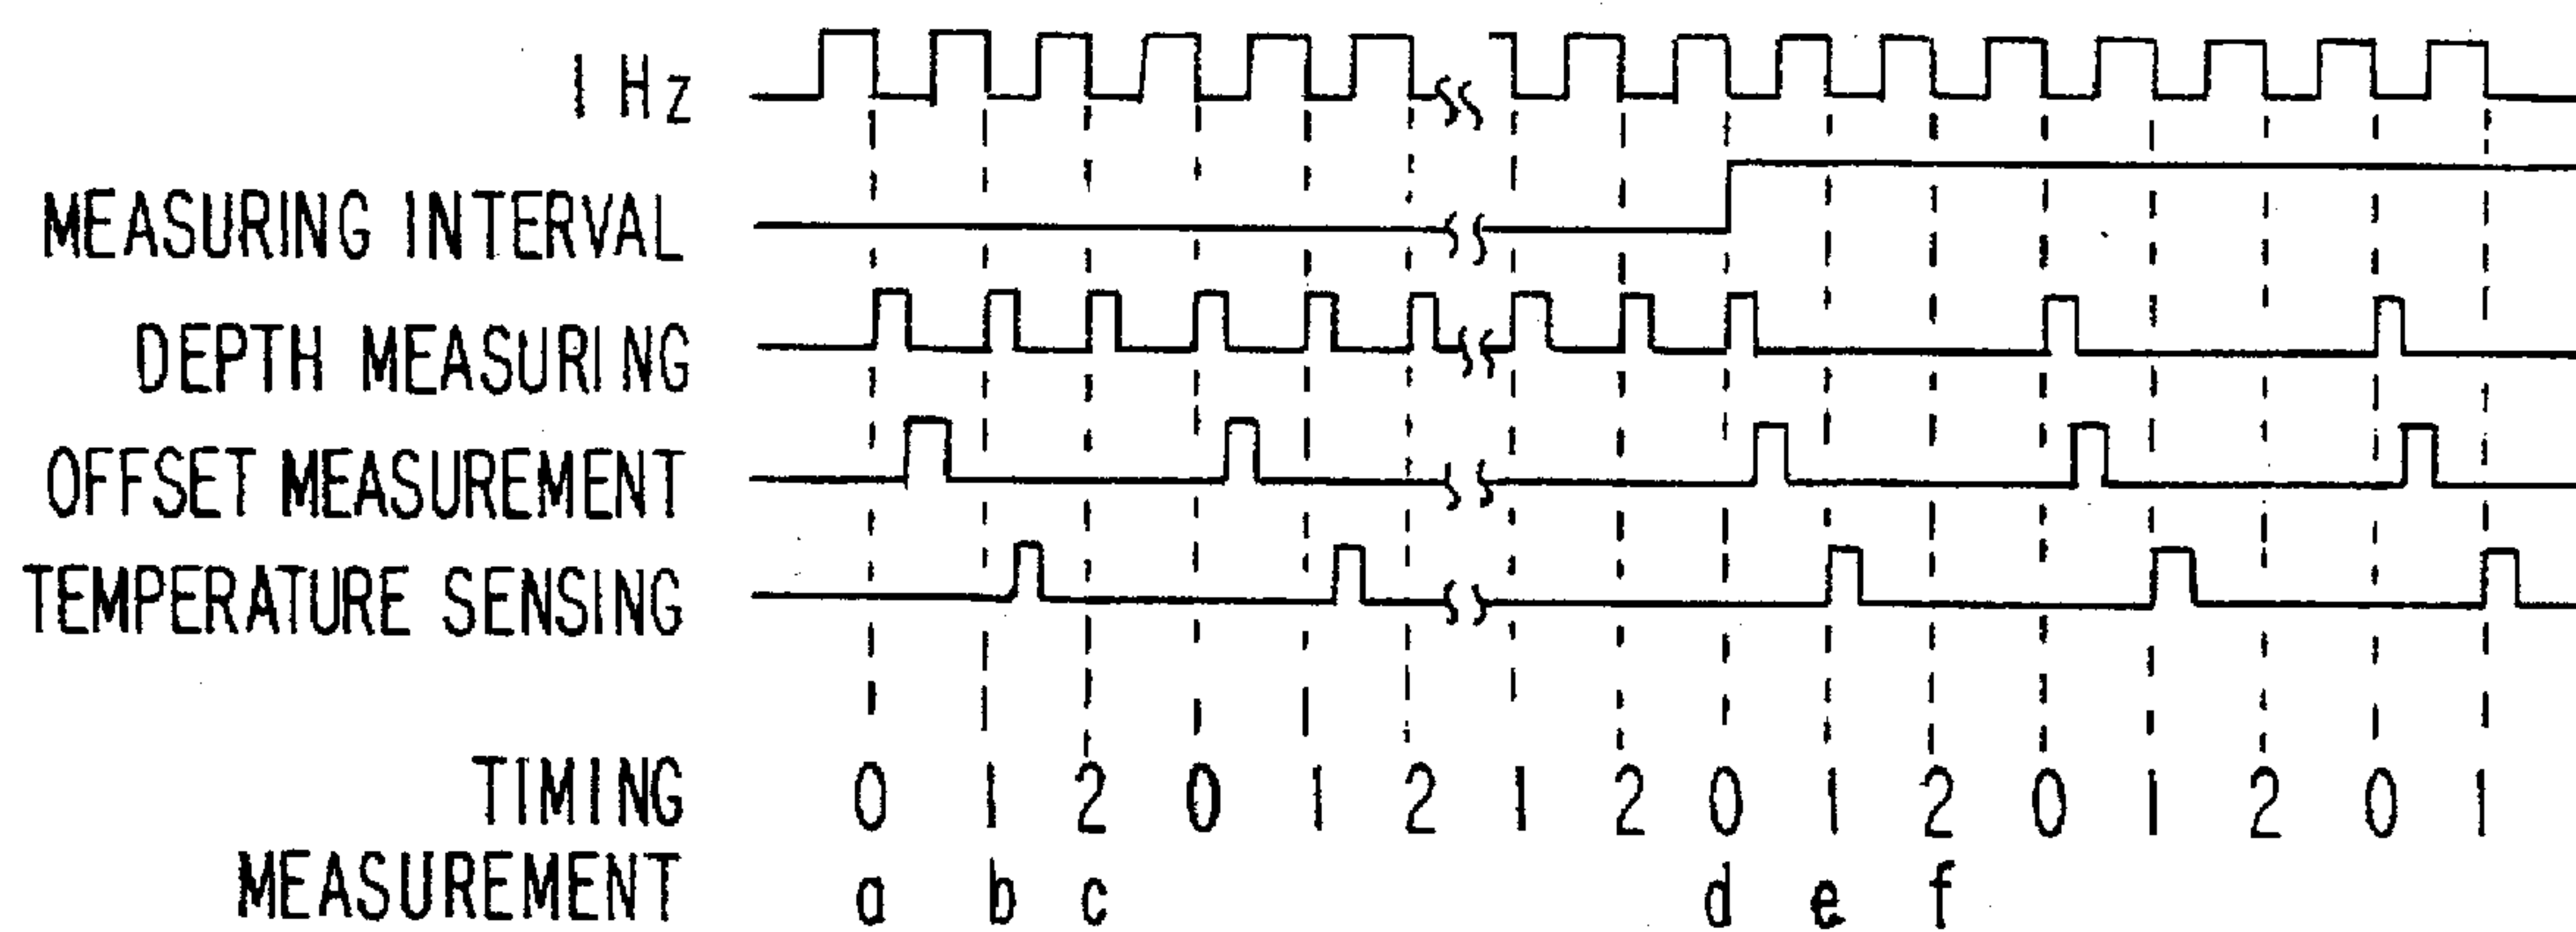 1 Hz
MEASURING INTERVAL
DEPTH MEASURING
OFFSET MEASUREMENT
TEMPERATURE SENSING
TIMING 0 1 2 0 1 2 1 2 0 1 2 0 1 2 0 1
MEASUREMENT a b c d e f